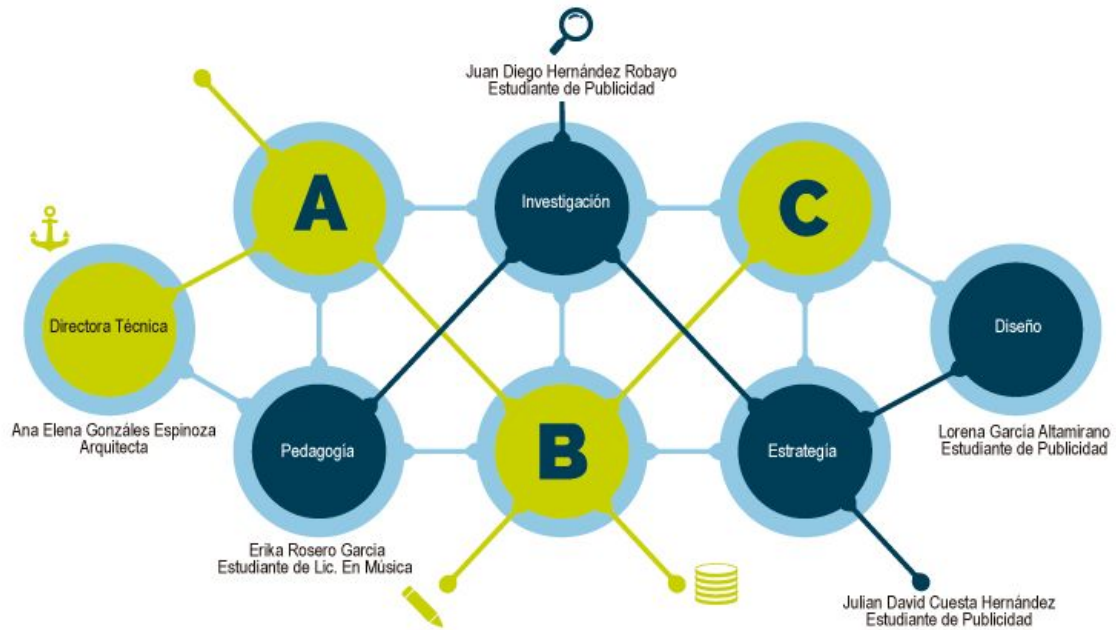 Juan Diego Hernández Robayo
Estudiante de Publicidad
A
Investigación
C
Directora Técnica
Diseño
Ana Elena Gonzáles Espinoza
Arquitecta
Pedagogía
B
Estrategía
Lorena García Altamirano
Estudiante de Publicidad
Erika Rosero Garcia
Estudiante de Lic. En Música
Julian David Cuesta Hernández
Estudiante de Publicidad